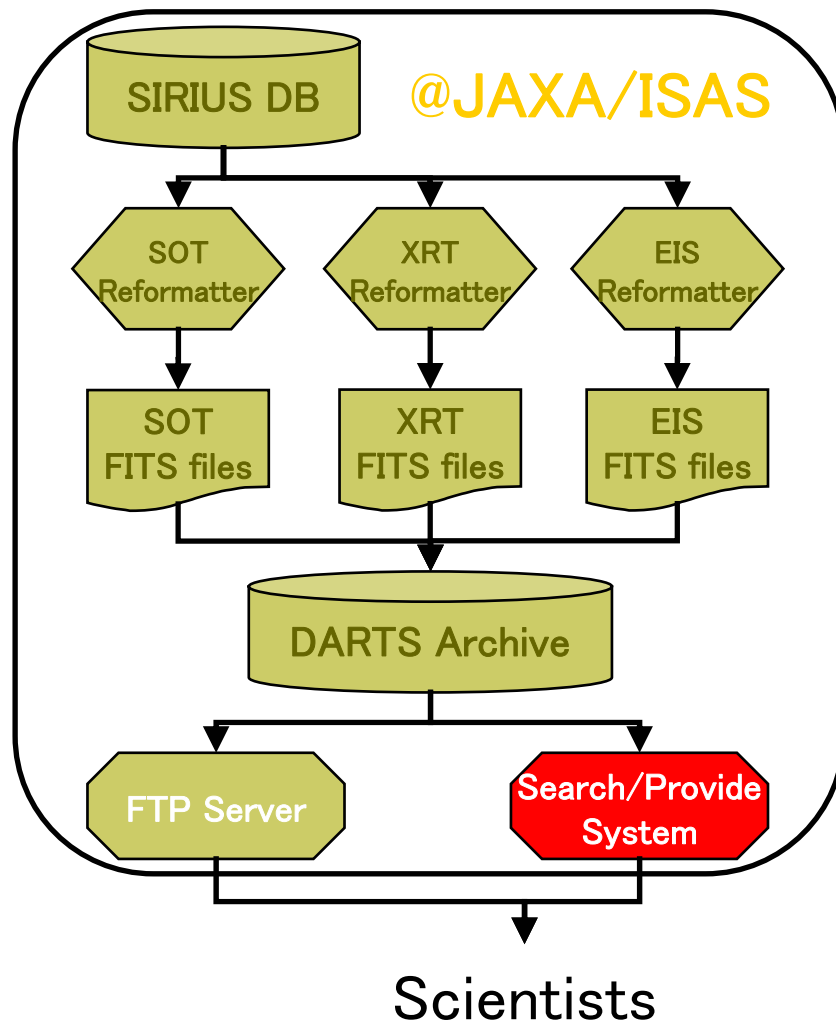 SIRIUS DB
@JAXA/ISAS
SOT
Reformatter
XRT
Reformatter
EIS
Reformatter
SOT
FITS files
XRT
FITS files
EIS
FITS files
DARTS Archive
FTP Server
Search/Provide
System
Scientists